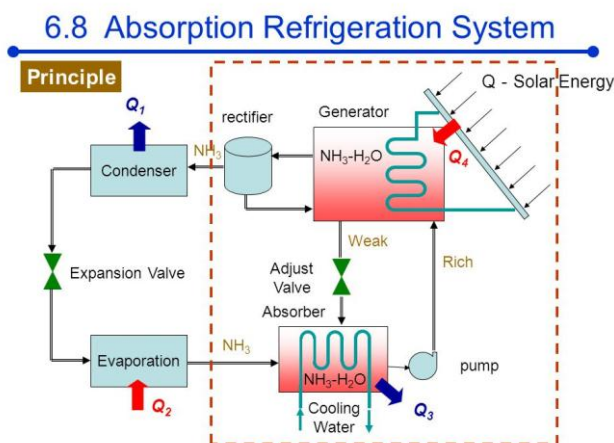 6.8 Absorption Refrigeration System
Principle
Q - Solar Energy
Q1
rectifier
Generator
NH3
NH3-H2O
Q4
Condenser
Weak
Rich
Expansion Valve
Adjust
Valve
Absorber
Evaporation
NH3
NH3-H2O
pump
Q2
Q3
Cooling
Water